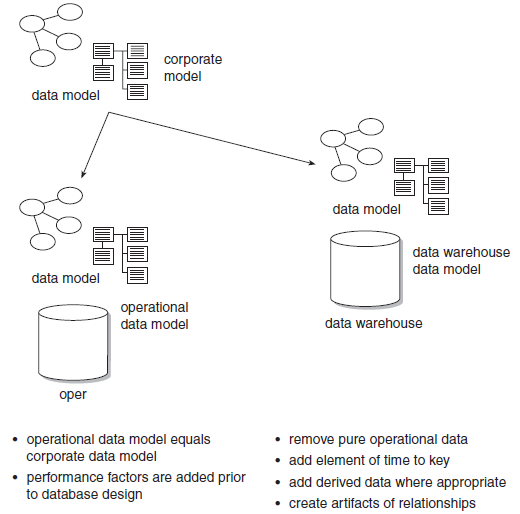 corporate
model
data model
data model
data warehouse
data model
data warehouse
data model
operational
data model
oper
• operational data model equals
corporate data model
• performance factors are added prior
to database design
• remove pure operational data
• add element of time to key
• add derived data where appropriate
• create artifacts of relationships